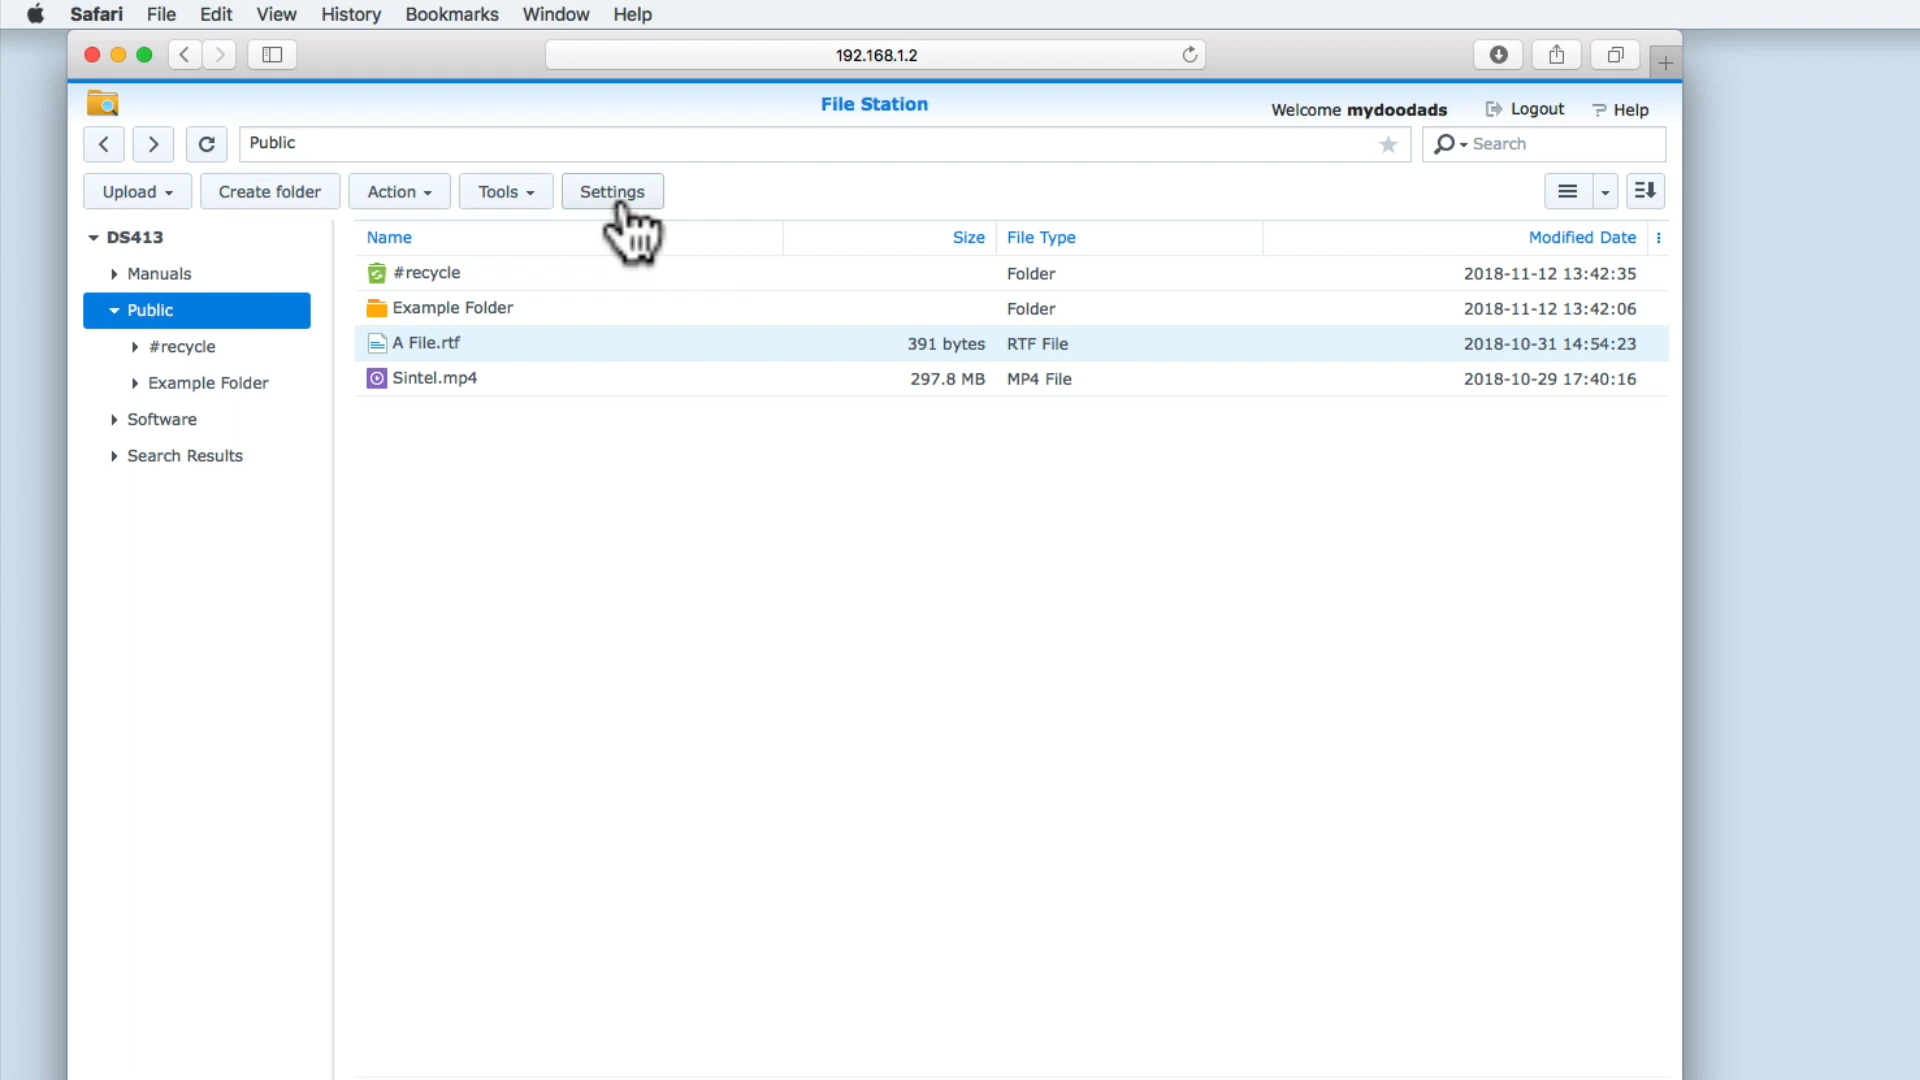 Safari File Edit View History Bookmarks Window Help
192.168.1.2
File Station
Welcome mydoodads Logout Help
Public
Search
Upload Create folder Action Tools Settings
DS413
Manuals
Public
#recycle
Example Folder
Software
Search Results
Name Size File Type Modified Date
#recycle Folder 2018-11-12 13:42:35
Example Folder Folder 2018-11-12 13:42:06
A File.rtf 391 bytes RTF File 2018-10-31 14:54:23
Sintel.mp4 297.8 MB MP4 File 2018-10-29 17:40:16